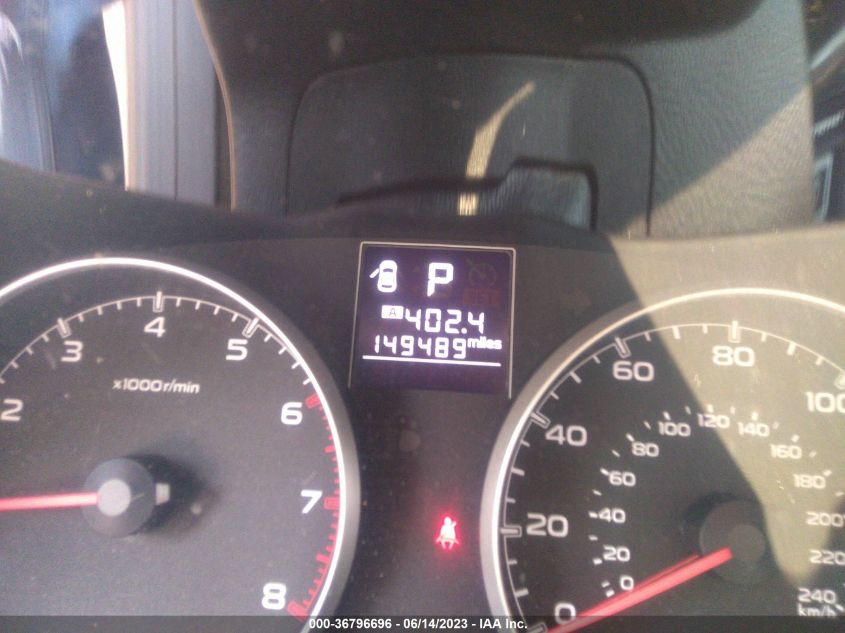 P
A 402.4
149489 miles
2 3 4 5 6 7 8
x1000r/min
0 20 40 60 80 100
0 20 40 60 80 100 120 140 160 180 200 220 240
km/h
000-36796696 / 06/14/2023 - IAA Inc.